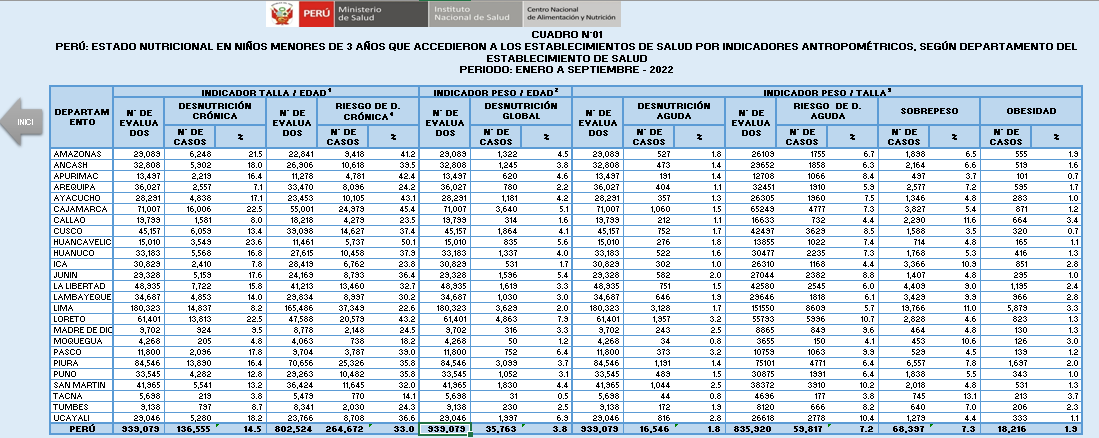 PERÚ Ministerio de Salud Instituto Nacional de Salud Centro Nacional de Alimentación y Nutrición
CUADRO N°01
PERÚ: ESTADO NUTRICIONAL EN NIÑOS MENORES DE 3 AÑOS QUE ACCEDIERON A LOS ESTABLECIMIENTOS DE SALUD POR INDICADORES ANTROPOMÉTRICOS, SEGÚN DEPARTAMENTO DEL
ESTABLECIMIENTO DE SALUD
PERIODO: ENERO A SEPTIEMBRE - 2022
INICI
DEPARTAMENTO INDICADOR TALLA / EDAD¹ INDICADOR PESO / EDAD² INDICADOR PESO / TALLA³
N° DE EVALUADOS DESNUTRICIÓN CRÓNICA N° DE EVALUADOS RIESGO DE D. CRÓNICA⁴ N° DE EVALUADOS DESNUTRICIÓN GLOBAL N° DE EVALUADOS DESNUTRICIÓN AGUDA N° DE EVALUADOS RIESGO DE D. AGUDA SOBREPESO OBESIDAD
N° DE CASOS % N° DE CASOS % N° DE CASOS % N° DE CASOS % N° DE CASOS % N° DE CASOS % N° DE CASOS %
AMAZONAS 29,089 6,248 21.5 22,841 9,418 41.2 29,089 1,322 4.5 29,089 527 1.8 26109 1755 6.7 1,898 6.5 555 1.9
ANCASH 32,808 5,902 18.0 26,906 10,618 39.5 32,808 1,245 3.8 32,808 473 1.4 29652 1858 6.3 2,164 6.6 519 1.6
APURIMAC 13,497 2,219 16.4 11,278 4,781 42.4 13,497 620 4.6 13,497 191 1.4 12708 1066 8.4 497 3.7 101 0.7
AREQUIPA 36,027 2,557 7.1 33,470 8,096 24.2 36,027 780 2.2 36,027 404 1.1 32451 1910 5.9 2,577 7.2 595 1.7
AYACUCHO 28,291 4,838 17.1 23,453 10,105 43.1 28,291 1,181 4.2 28,291 357 1.3 26305 1960 7.5 1,346 4.8 283 1.0
CAJAMARCA 71,007 16,006 22.5 55,001 24,979 45.4 71,007 3,640 5.1 71,007 1,060 1.5 65249 4777 7.3 3,827 5.4 871 1.2
CALLAO 19,799 1,581 8.0 18,218 4,279 23.5 19,799 314 1.6 19,799 212 1.1 16633 732 4.4 2,290 11.6 664 3.4
CUSCO 45,157 6,059 13.4 39,098 14,627 37.4 45,157 1,864 4.1 45,157 752 1.7 42497 3629 8.5 1,588 3.5 320 0.7
HUANCAVELIC 15,010 3,549 23.6 11,461 5,737 50.1 15,010 835 5.6 15,010 276 1.8 13855 1022 7.4 714 4.8 165 1.1
HUANUCO 33,183 5,568 16.8 27,615 10,458 37.9 33,183 1,337 4.0 33,183 522 1.6 30477 2235 7.3 1,768 5.3 416 1.3
ICA 30,829 2,410 7.8 28,419 6,762 23.8 30,829 531 1.7 30,829 302 1.0 26310 1168 4.4 3,366 10.9 851 2.8
JUNIN 29,328 5,159 17.6 24,169 8,793 36.4 29,328 1,596 5.4 29,328 582 2.0 27044 2382 8.8 1,407 4.8 295 1.0
LA LIBERTAD 48,935 7,722 15.8 41,213 13,460 32.7 48,935 1,619 3.3 48,935 751 1.5 42580 2545 6.0 4,409 9.0 1,195 2.4
LAMBAYEQUE 34,687 4,853 14.0 29,834 8,997 30.2 34,687 1,030 3.0 34,687 646 1.9 29646 1818 6.1 3,429 9.9 966 2.8
LIMA 180,323 14,837 8.2 165,486 37,349 22.6 180,323 3,629 2.0 180,323 3,128 1.7 151550 8609 5.7 19,766 11.0 5,879 3.3
LORETO 61,401 13,813 22.5 47,588 20,579 43.2 61,401 4,863 7.9 61,401 1,957 3.2 55793 5996 10.7 2,828 4.6 823 1.3
MADRE DE DIC 9,702 924 9.5 8,778 2,148 24.5 9,702 316 3.3 9,702 243 2.5 8865 849 9.6 464 4.8 130 1.3
MOQUEGUA 4,268 205 4.8 4,063 738 18.2 4,268 50 1.2 4,268 34 0.8 3655 150 4.1 453 10.6 126 3.0
PASCO 11,800 2,096 17.8 9,704 3,787 39.0 11,800 752 6.4 11,800 373 3.2 10759 1063 9.9 529 4.5 139 1.2
PIURA 84,546 13,890 16.4 70,656 25,326 35.8 84,546 3,099 3.7 84,546 1,191 1.4 75101 4771 6.4 6,557 7.8 1,697 2.0
PUNO 33,545 4,282 12.8 29,263 10,482 35.8 33,545 1,052 3.1 33,545 489 1.5 30875 1991 6.4 1,838 5.5 343 1.0
SAN MARTIN 41,965 5,541 13.2 36,424 11,645 32.0 41,965 1,830 4.4 41,965 1,044 2.5 38372 3910 10.2 2,018 4.8 531 1.3
TACNA 5,698 219 3.8 5,479 770 14.1 5,698 31 0.5 5,698 44 0.8 4696 177 3.8 745 13.1 213 3.7
TUMBES 9,138 797 8.7 8,341 2,030 24.3 9,138 230 2.5 9,138 172 1.9 8120 666 8.2 640 7.0 206 2.3
UCAYALI 29,046 5,280 18.2 23,766 8,708 36.6 29,046 1,997 6.9 29,046 816 2.8 26618 2778 10.4 1,279 4.4 333 1.1
PERÚ 939,079 136,555 14.5 802,524 264,672 33.0 939,079 35,763 3.8 939,079 16,546 1.8 835,920 59,817 7.2 68,397 7.3 18,216 1.9